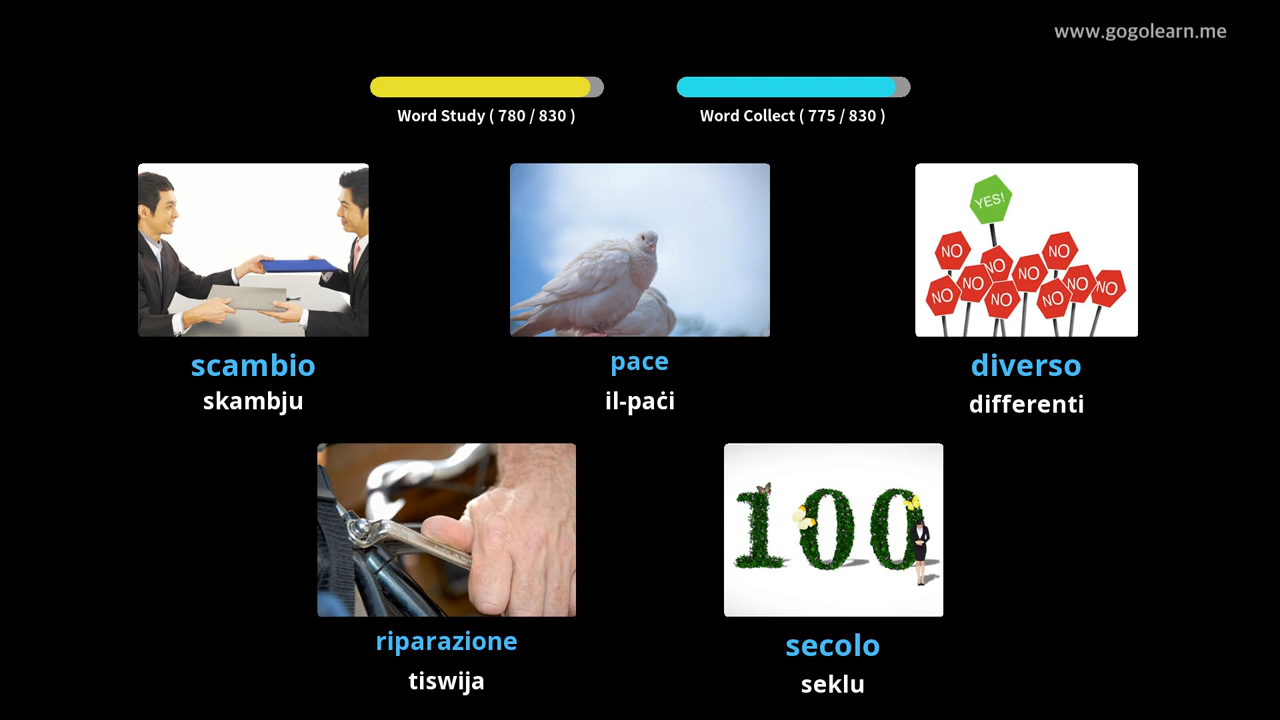 www.gogolearn.me
Word Study ( 780 / 830 )
Word Collect ( 775 / 830 )
YES!
NO
NO
NO
NO
NO
NO
NO
NO
NO
NO
scambio
skambju
pace
il-paċi
diverso
differenti
100
riparazione
tiswija
secolo
seklu